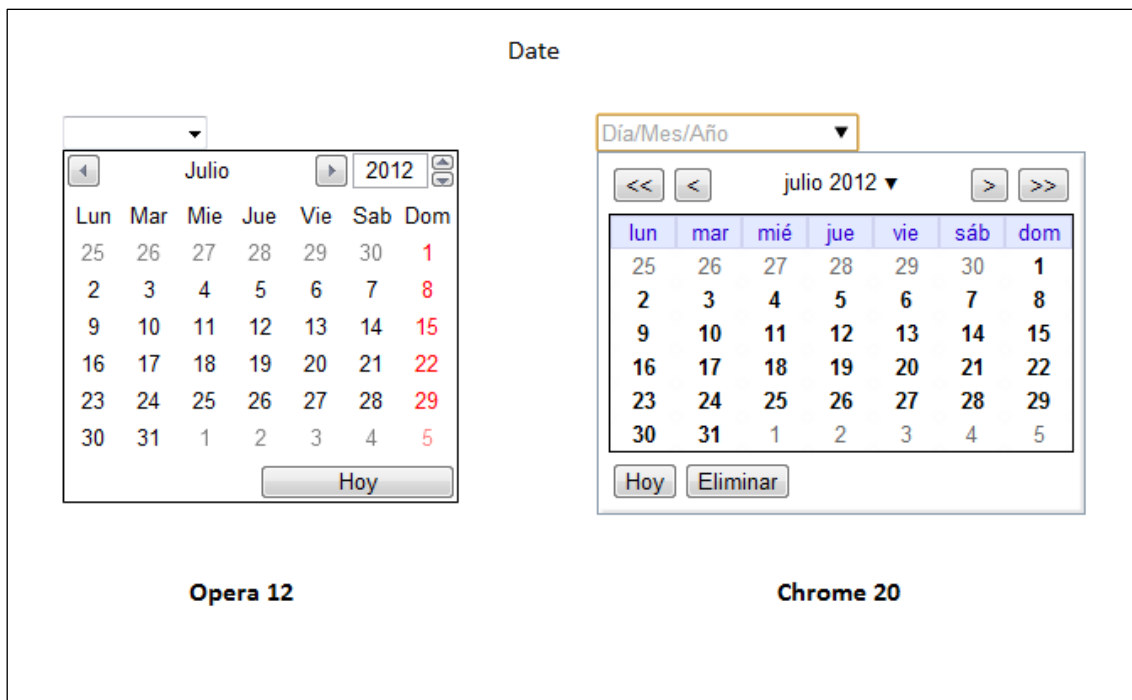 Date
Julio 2012
Lun Mar Mie Jue Vie Sab Dom
25 26 27 28 29 30 1
2 3 4 5 6 7 8
9 10 11 12 13 14 15
16 17 18 19 20 21 22
23 24 25 26 27 28 29
30 31 1 2 3 4 5
Hoy
Opera 12
Día/Mes/Año
<< < julio 2012 > >>
lun mar mié jue vie sáb dom
25 26 27 28 29 30 1
2 3 4 5 6 7 8
9 10 11 12 13 14 15
16 17 18 19 20 21 22
23 24 25 26 27 28 29
30 31 1 2 3 4 5
Hoy Eliminar
Chrome 20